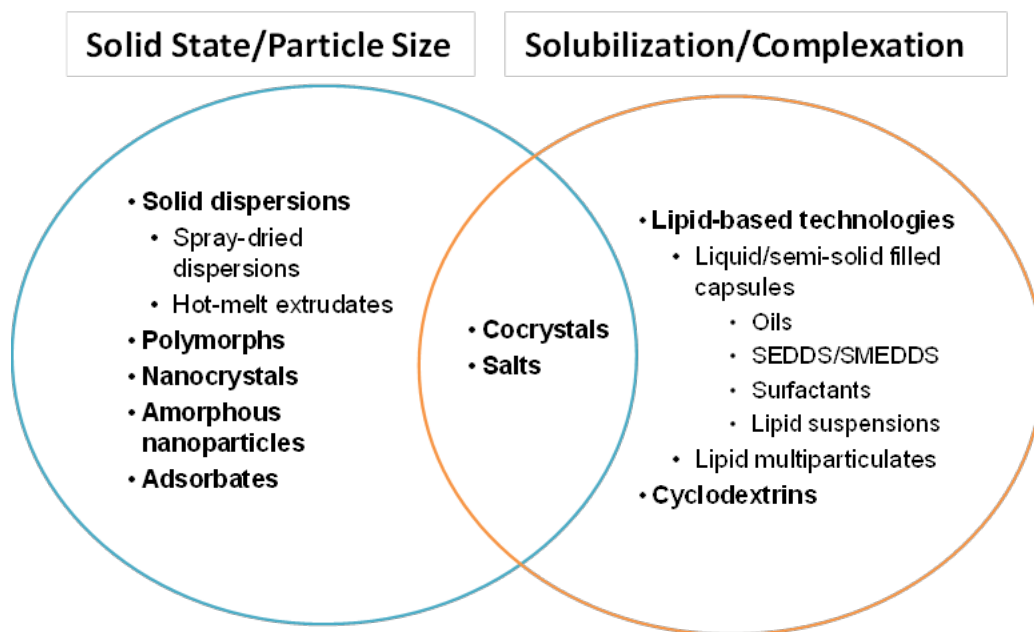 Solid State/Particle Size
Solubilization/Complexation
• Solid dispersions
• Spray-dried
dispersions
• Hot-melt extrudates
• Polymorphs
• Nanocrystals
• Amorphous
nanoparticles
• Adsorbates
• Cocrystals
• Salts
• Lipid-based technologies
• Liquid/semi-solid filled
capsules
• Oils
• SEDDS/SMEDDS
• Surfactants
• Lipid suspensions
• Lipid multiparticulates
• Cyclodextrins